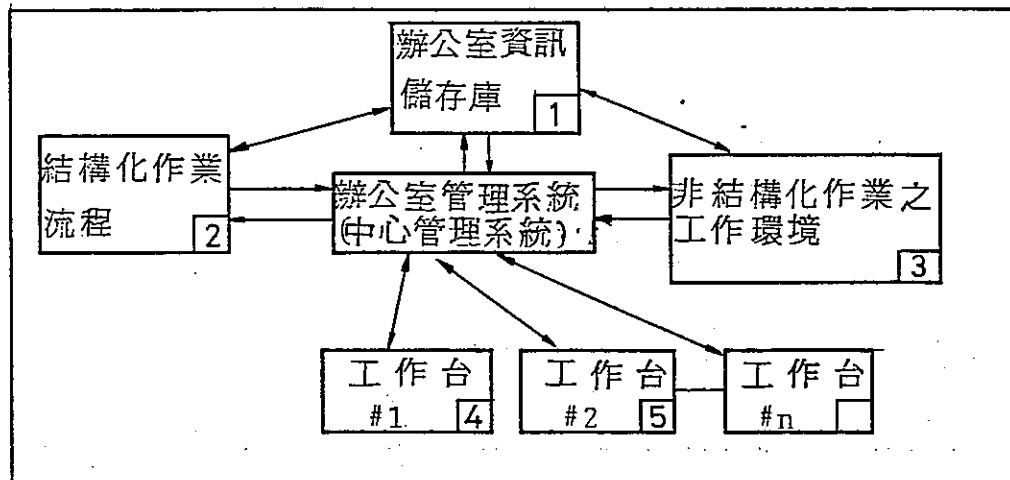 辦公室資訊
儲存庫
1
結構化作業
流程
2
辦公室管理系統
(中心管理系統)
非結構化作業之
工作環境
3
工作台
#1
4
工作台
#2
5
工作台
#n